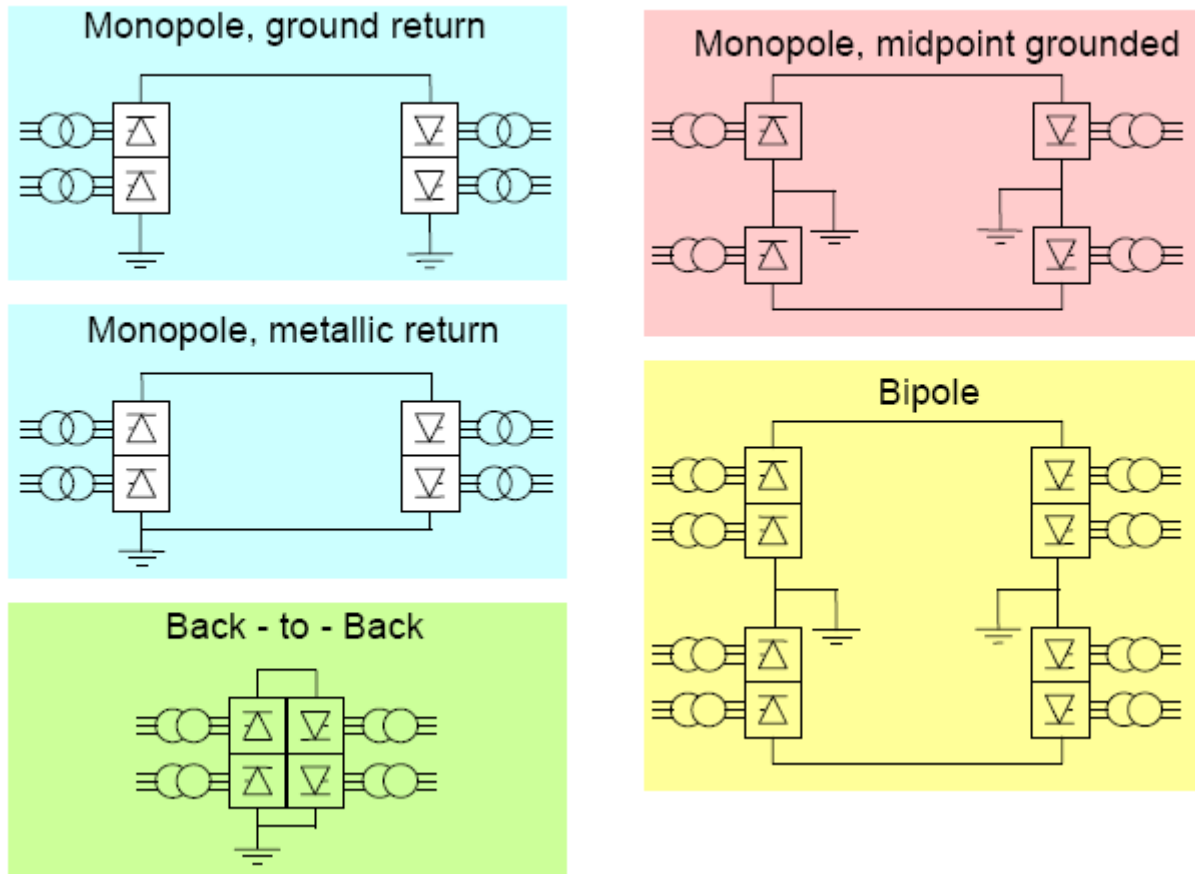 Monopole, ground return
Monopole, metallic return
Back - to - Back
Monopole, midpoint grounded
Bipole